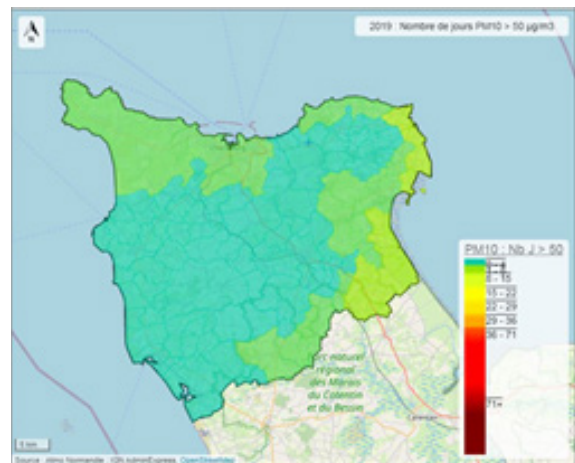 2019 : Nombre de jours PM10 > 50 µg/m3
N
PM10 : Nb J > 50
8 - 15
15 - 22
22 - 29
29 - 36
36 - 71
71+
naturel
régional
des Marais
du Cotentin
et du Bessin
Carentan
5 km
Source : Atmo Normandie : IGN AdminExpress, OpenStreetMap